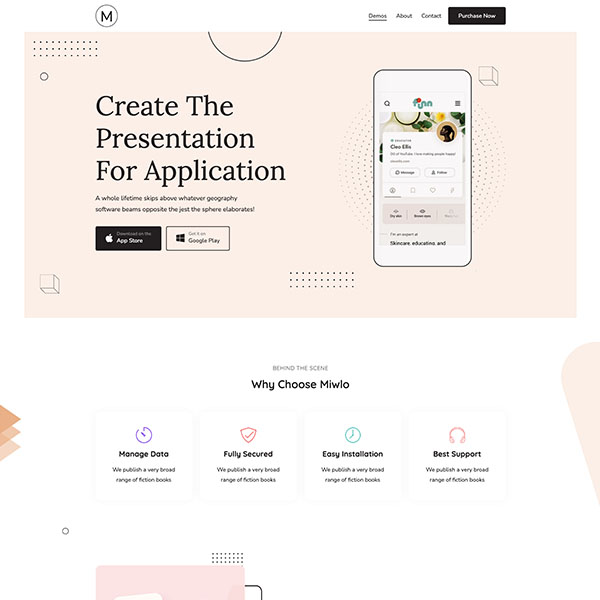 M
Demos About Contact Purchase Now
Create The
Presentation
For Application
A whole lifetime skips above whatever geography
software beams opposite the jest the sphere elaborates!
Download on the
App Store
Get it on
Google Play
Cleo Ellis
Message Follow
Dry skin Brown eyes
I'm an expert at
Skincare, educating, and
BEHIND THE SCENE
Why Choose Miwlo
Manage Data
We publish a very broad
range of fiction books
Fully Secured
We publish a very broad
range of fiction books
Easy Installation
We publish a very broad
range of fiction books
Best Support
We publish a very broad
range of fiction books